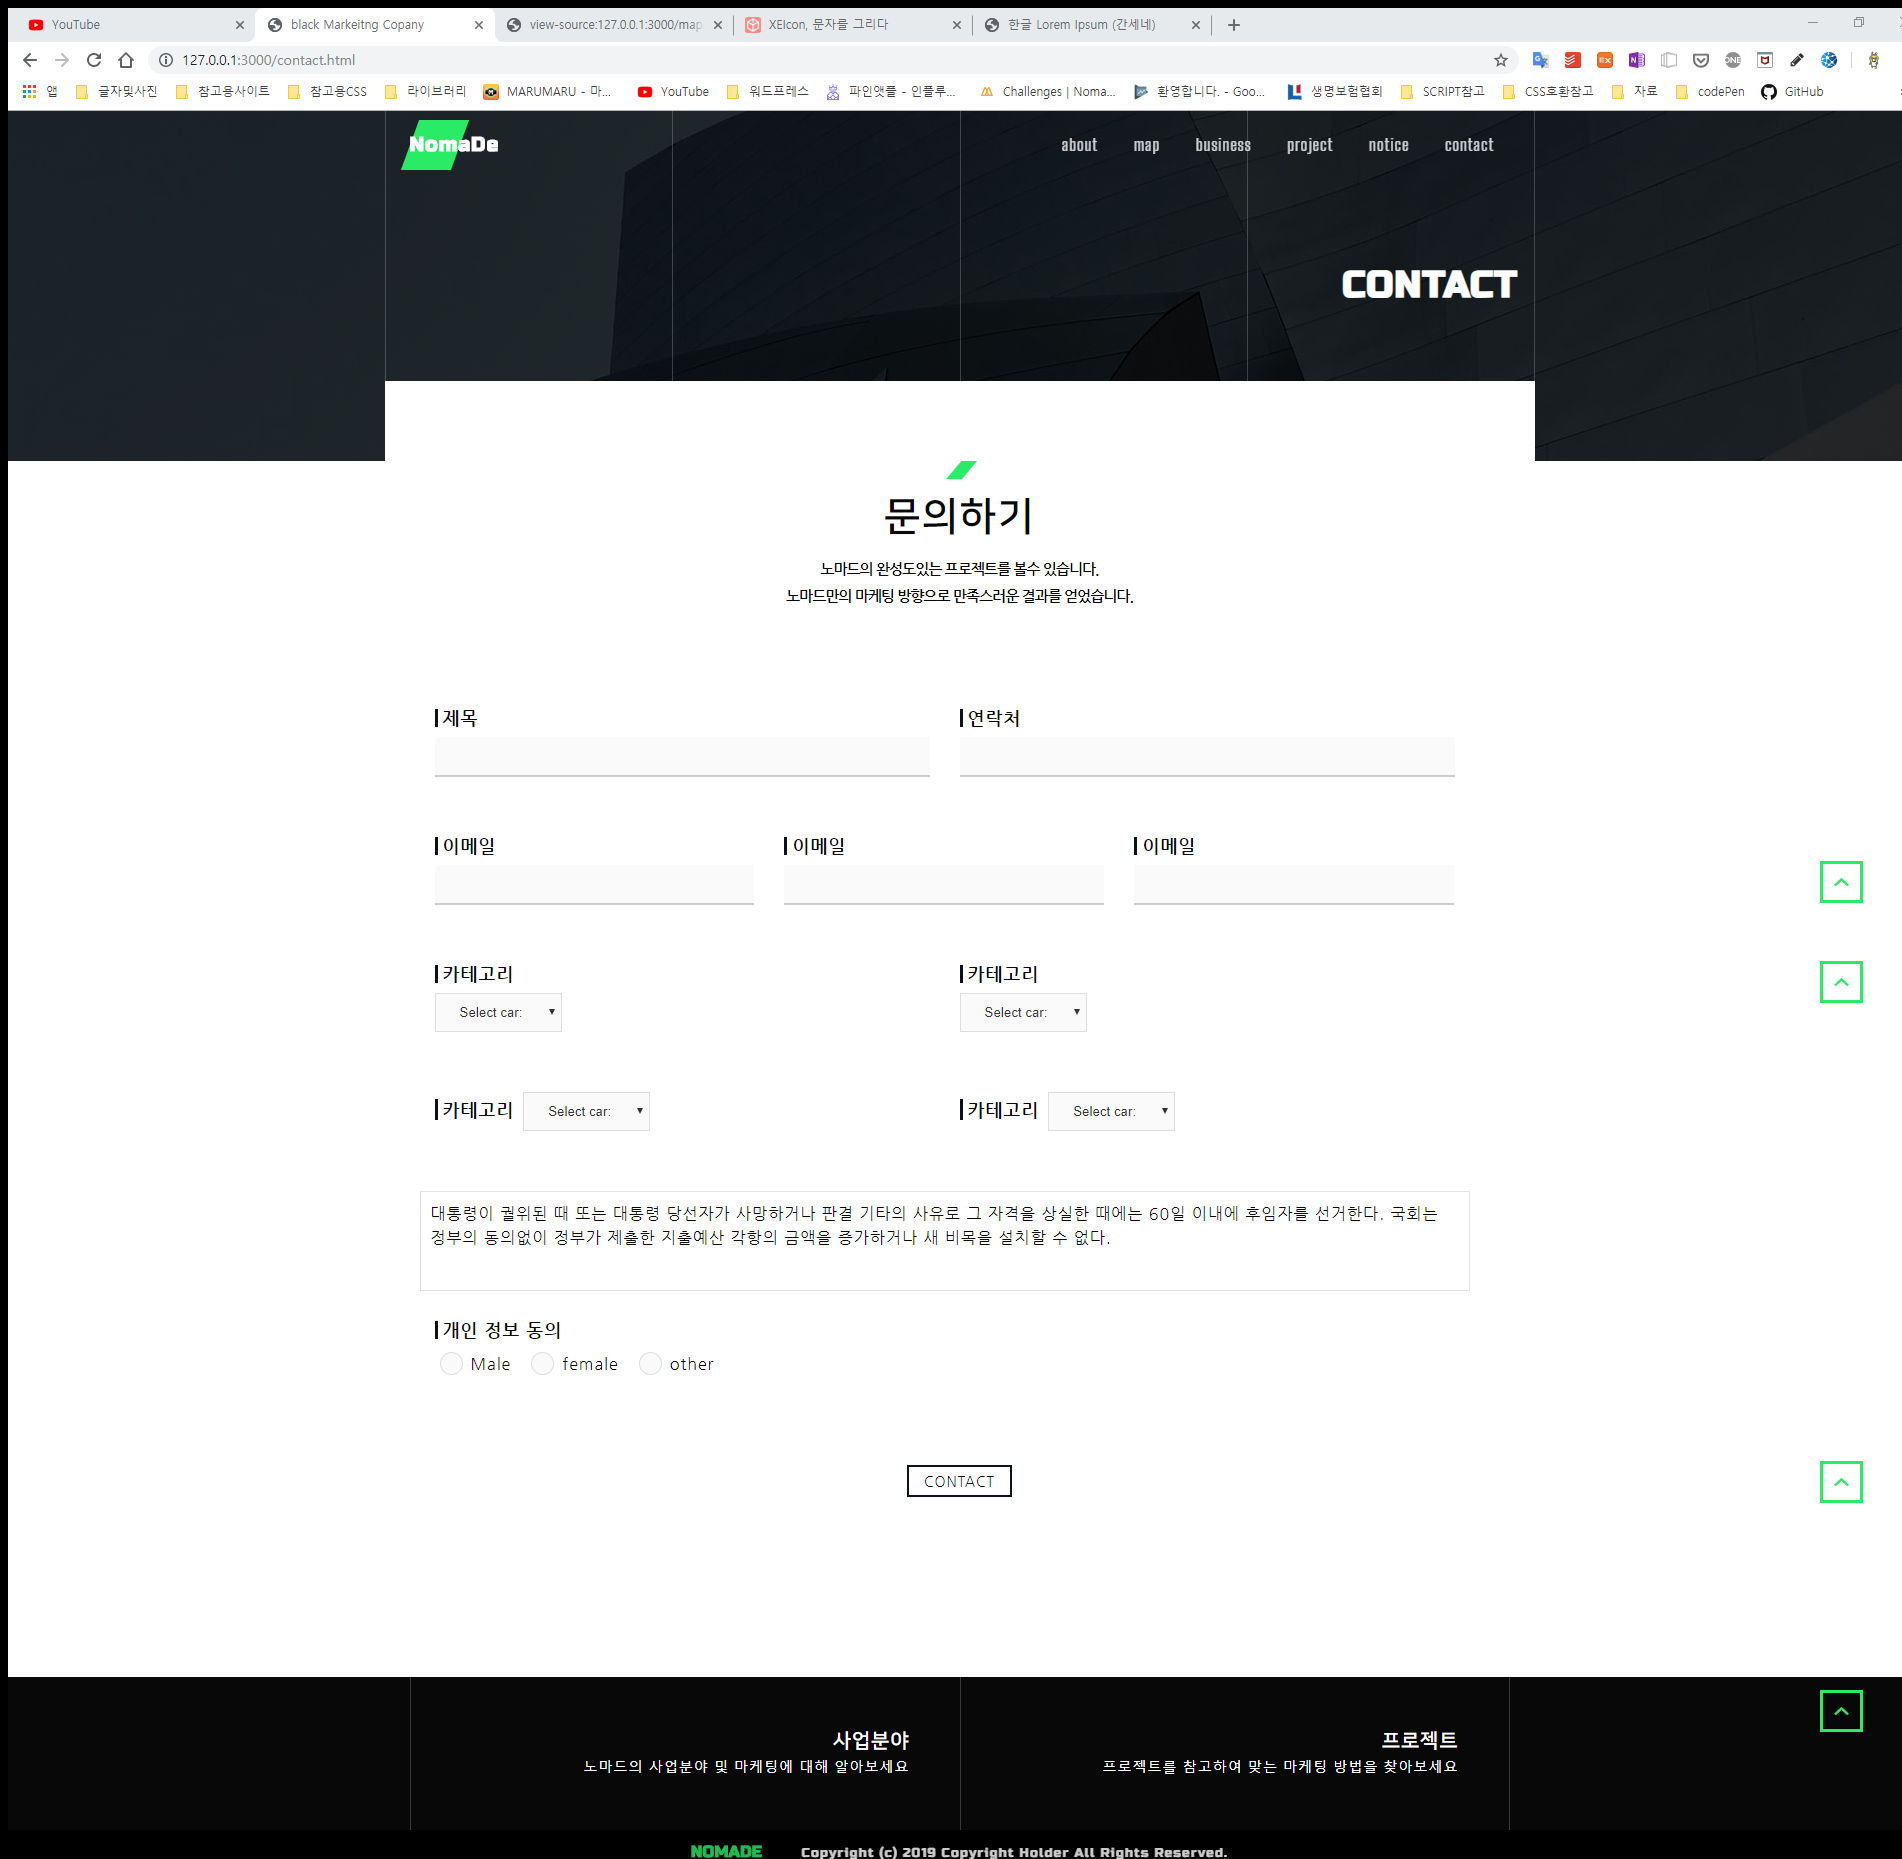 YouTube
black Markeitng Copany
view-source:127.0.0.1:3000/map
XEIcon, 문자를 그리다
한글 Lorem Ipsum (간세네)
127.0.0.1:3000/contact.html
앱 글자및사진 참고용사이트 참고용CSS 라이브러리 MARUMARU - 마... YouTube 워드프레스 파인앳플 - 인플루... Challenges | Noma... 환영합니다. - Goo... 생명보험협회 SCRIPT참고 CSS호환참고 자료 codePen GitHub
NomaDe
about map business project notice contact
CONTACT
문의하기
노마드의 완성도있는 프로젝트를 볼수 있습니다.
노마드만의 마케팅 방향으로 만족스러운 결과를 얻었습니다.
제목 연락처
이메일 이메일 이메일
카테고리 카테고리
Select car: Select car:
카테고리 Select car: 카테고리 Select car:
대통령이 궐위된 때 또는 대통령 당선자가 사망하거나 판결 기타의 사유로 그 자격을 상실한 때에는 60일 이내에 후임자를 선거한다. 국회는
정부의 동의없이 정부가 제출한 지출예산 각항의 금액을 증가하거나 새 비목을 설치할 수 없다.
개인 정보 동의
Male female other
CONTACT
사업분야 프로젝트
노마드의 사업분야 및 마케팅에 대해 알아보세요 프로젝트를 참고하여 맞는 마케팅 방법을 찾아보세요
NOMADE Copyright (c) 2019 Copyright Holder All Rights Reserved.